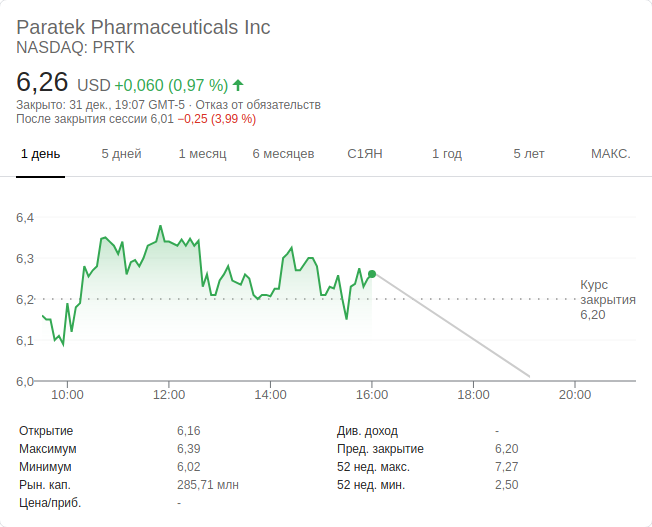 Paratek Pharmaceuticals Inc
NASDAQ: PRTK
6,26 USD +0,060 (0,97 %)
Закрыто: 31 дек., 19:07 GMT-5 · Отказ от обязательств
После закрытия сессии 6,01 −0,25 (3,99 %)
1 день 5 дней 1 месяц 6 месяцев С1ЯН 1 год 5 лет МАКС.
6,4
6,3
6,2
6,1
6,0
Курс
закрытия
6,20
10:00 12:00 14:00 16:00 18:00 20:00
Открытие 6,16 Див. доход -
Максимум 6,39 Пред. закрытие 6,20
Минимум 6,02 52 нед. макс. 7,27
Рын. кап. 285,71 млн 52 нед. мин. 2,50
Цена/приб. -